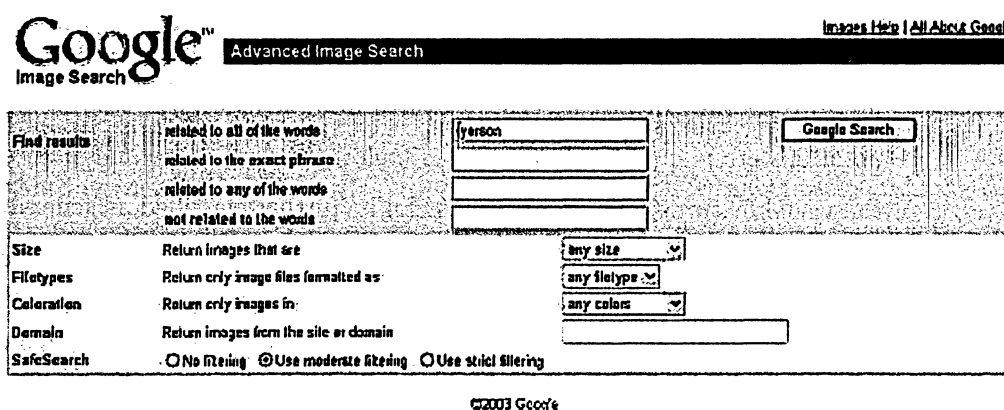 Google™
Image Search
Advanced Image Search
Images Help | All About Googl
Find results
related to all of the words
yerson
Google Search
related to the exact phrase
related to any of the words
not related to the words
Size
Return images that are
any size
Filetypes
Return only image files formatted as
any filetype
Coloration
Return only images in
any colors
Domain
Return images from the site or domain
SafeSearch
No filtering
Use moderate filtering
Use strict filtering
©2003 Google